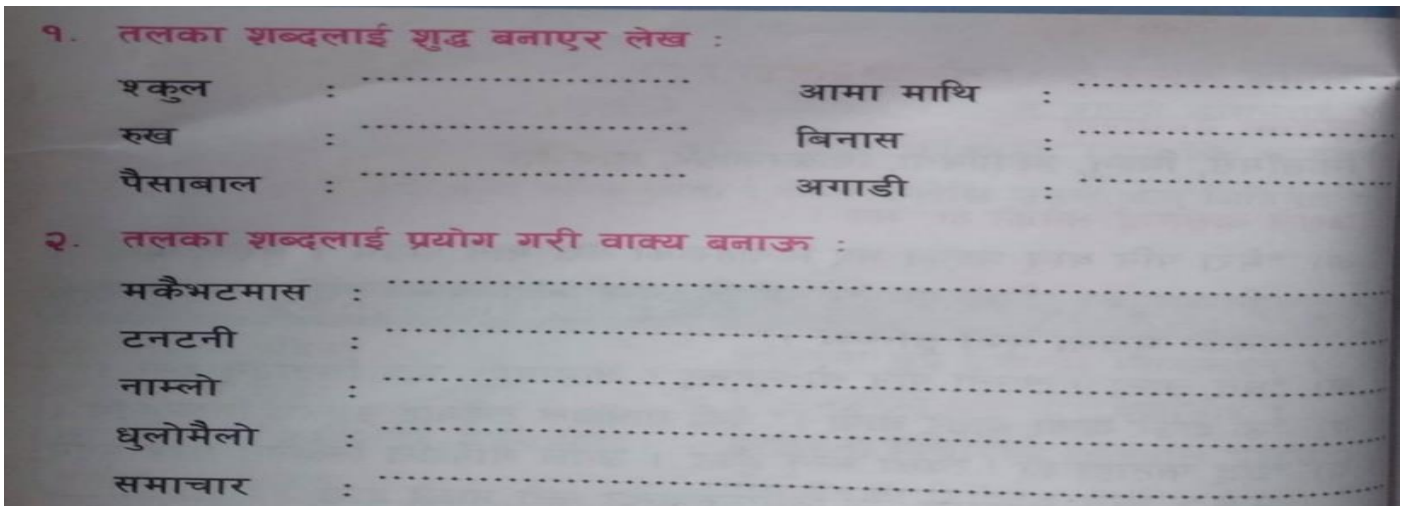 १. तलका शब्दलाई शुद्ध बनाएर लेख :
श्कुल : ........................ आमा माथि : ........................
रुख : ........................ बिनास : ........................
पैसाबाल : ........................ अगाडी : ........................
२. तलका शब्दलाई प्रयोग गरी वाक्य बनाऊ :
मकैभटमास : ........................
टनटनी : ........................
नाम्लो : ........................
धुलोमैलो : ........................
समाचार : ........................